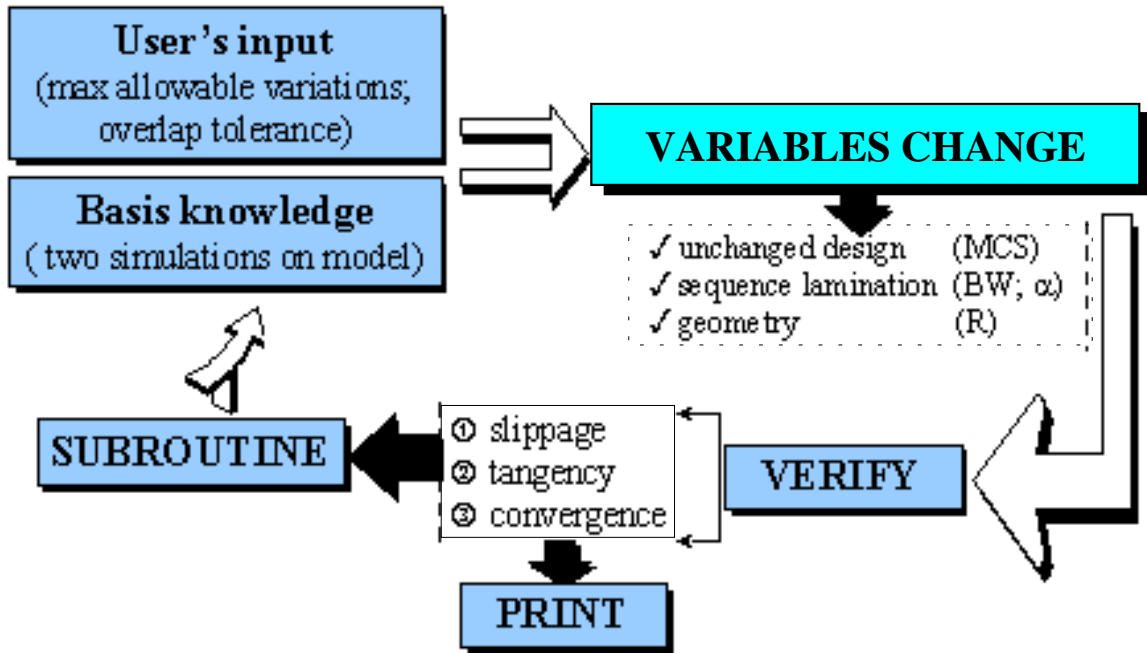 User's input
(max allowable variations;
overlap tolerance)
Basis knowledge
( two simulations on model)
VARIABLES CHANGE
✓ unchanged design (MCS)
✓ sequence lamination (BW; α)
✓ geometry (R)
SUBROUTINE
① slippage
② tangency
③ convergence
VERIFY
PRINT